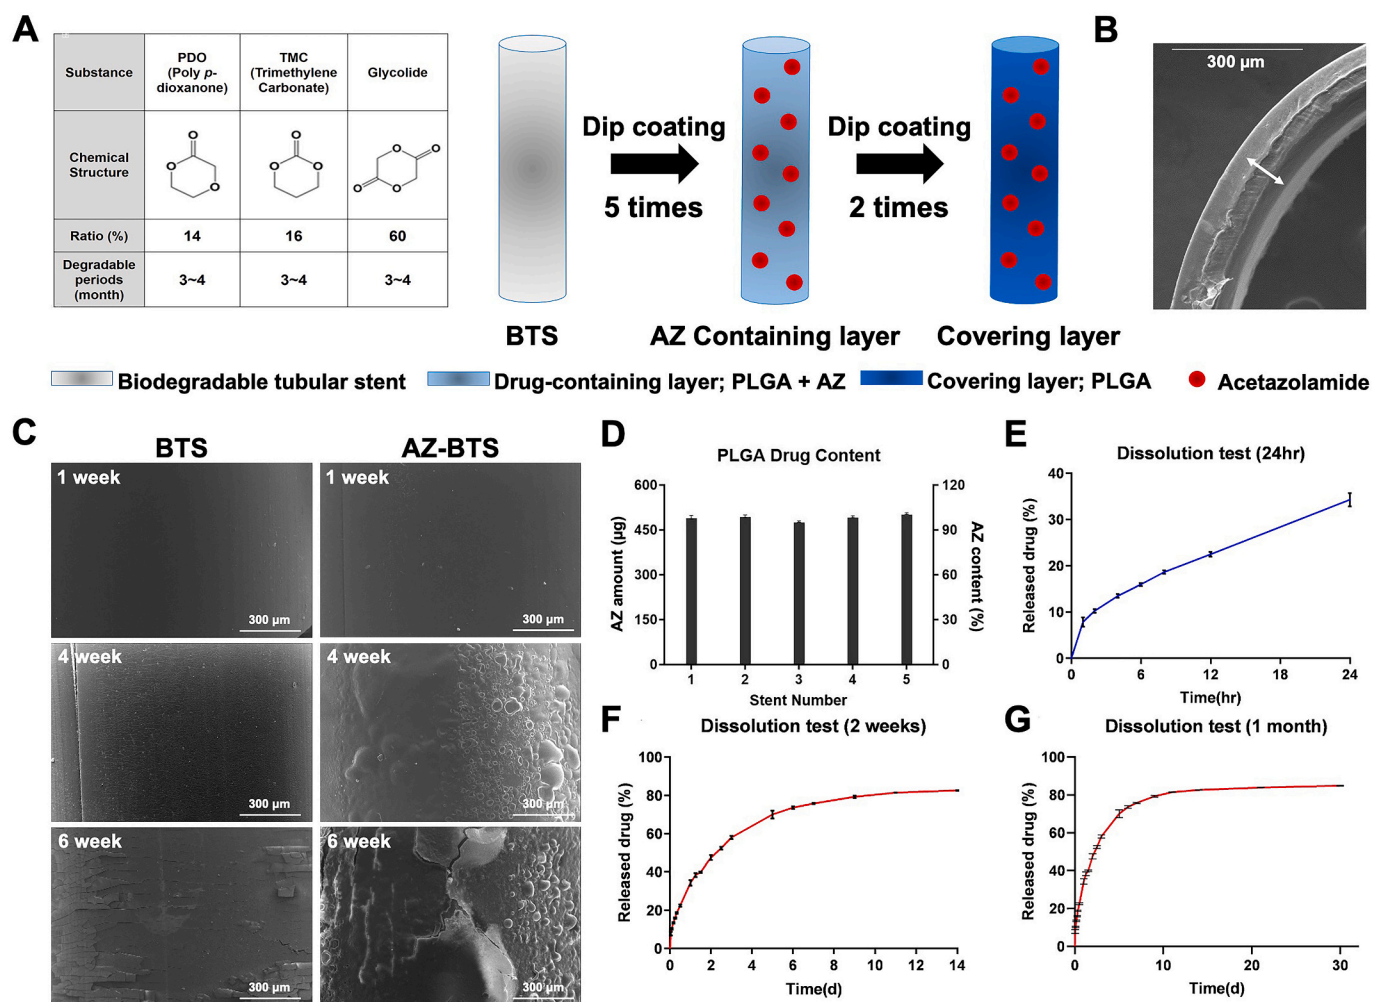 A
Substance
PDO
(Poly p-
dioxanone)
TMC
(Trimethylene
Carbonate)
Glycolide
Chemical
Structure
O
O
O
O
O
O
O
O
O
O
Ratio (%)
14
16
60
Degradable
periods
(month)
3~4
3~4
3~4
Dip coating
5 times
Dip coating
2 times
BTS
AZ Containing layer
Covering layer
B
300 µm
Biodegradable tubular stent
Drug-containing layer; PLGA + AZ
Covering layer; PLGA
Acetazolamide
C
BTS
AZ-BTS
1 week
300 µm
1 week
300 µm
4 week
300 µm
4 week
300 µm
6 week
300 µm
6 week
300 µm
D
PLGA Drug Content
AZ amount (µg)
600
450
300
150
0
120
90
60
30
0
AZ content (%)
1
2
3
4
5
Stent Number
E
Dissolution test (24hr)
Released drug (%)
40
30
20
10
0
0
6
12
18
24
Time(hr)
F
Dissolution test (2 weeks)
Released drug (%)
100
80
60
40
20
0
0
2
4
6
8
10
12
14
Time(d)
G
Dissolution test (1 month)
Released drug (%)
100
80
60
40
20
0
0
10
20
30
Time(d)